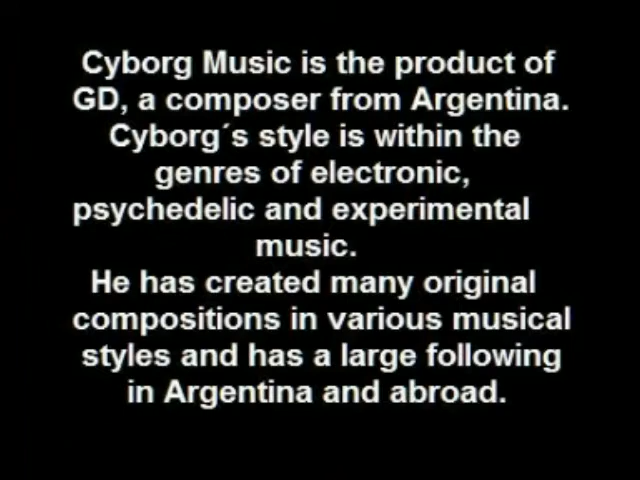 Cyborg Music is the product of
GD, a composer from Argentina.
Cyborg´s style is within the
genres of electronic,
psychedelic and experimental
music.
He has created many original
compositions in various musical
styles and has a large following
in Argentina and abroad.